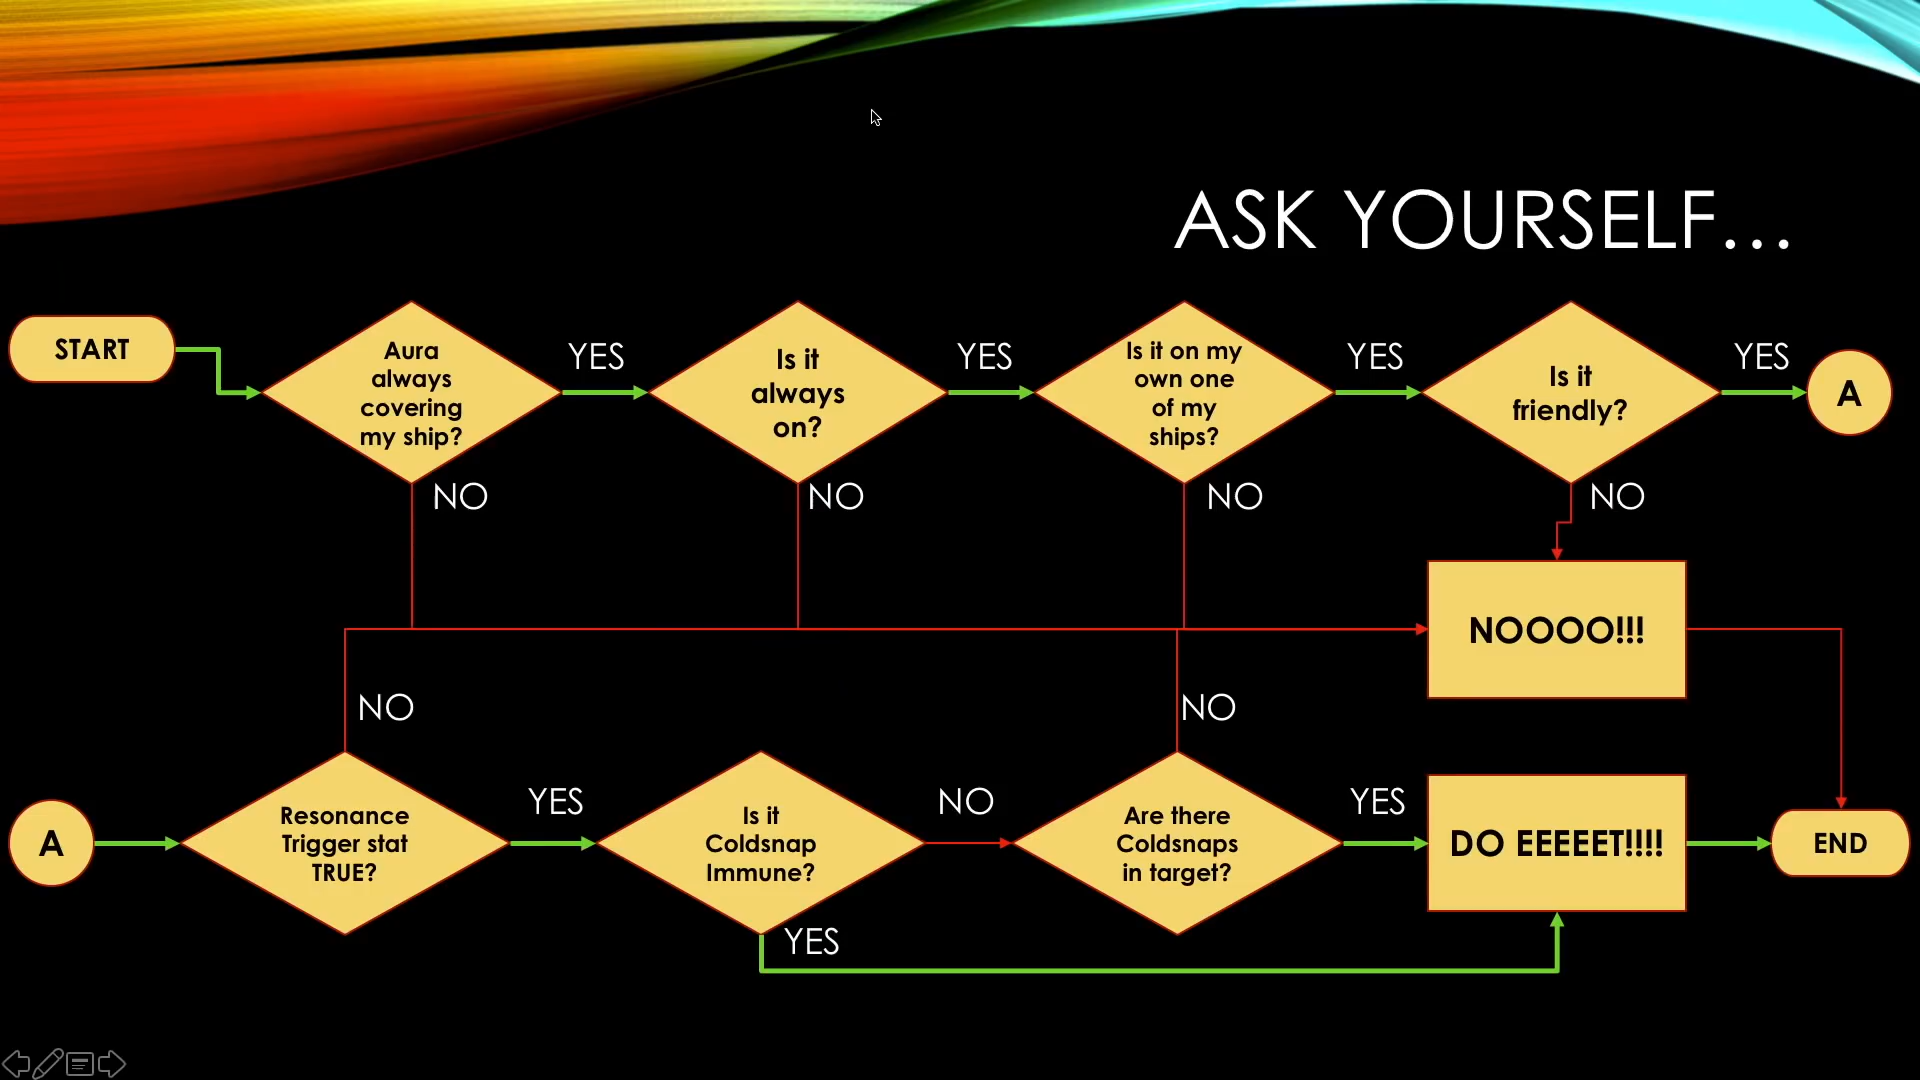 ASK YOURSELF...
START
Aura
always
covering
my ship?
YES
Is it
always
on?
YES
Is it on my
own one
of my
ships?
YES
Is it
friendly?
YES
A
NO
NO
NO
NO
NOOOO!!!
NO
NO
A
Resonance
Trigger stat
TRUE?
YES
Is it
Coldsnap
Immune?
NO
Are there
Coldsnaps
in target?
YES
DO EEEEET!!!!
END
YES